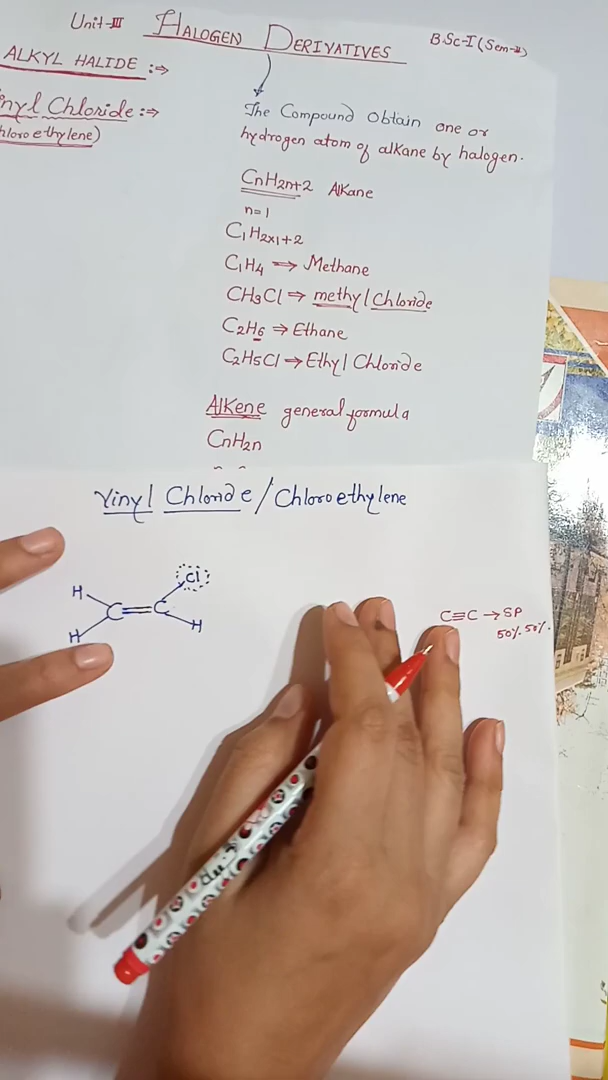 Unit-III HALOGEN DERIVATIVES B.Sc-I (Sem-II)
ALKYL HALIDE :⇒
inyl Chloride :⇒
hloroethylene)
The Compound Obtain one or
hydrogen atom of alkane by halogen.
CnH2n+2 Alkane
n=1
C1H2x1+2
C1H4 ⇒ Methane
CH3Cl ⇒ methyl Chloride
C2H6 ⇒ Ethane
C2H5Cl → Ethyl Chloride
Alkene general formula
CnH2n
Vinyl Chloride / Chloroethylene
H Cl
C=C
H H
C≡C → SP
50% 50%.